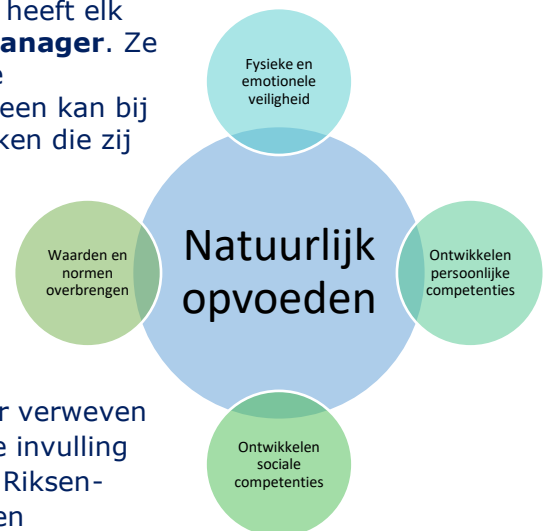 heeft elk
anager. Ze
e
een kan bij
ken die zij
Fysieke en
emotionele
veiligheid
Waarden en
normen
overbrengen
Natuurlijk
opvoeden
Ontwikkelen
persoonlijke
competenties
Ontwikkelen
sociale
competenties
r verweven
e invulling
Riksen-
en